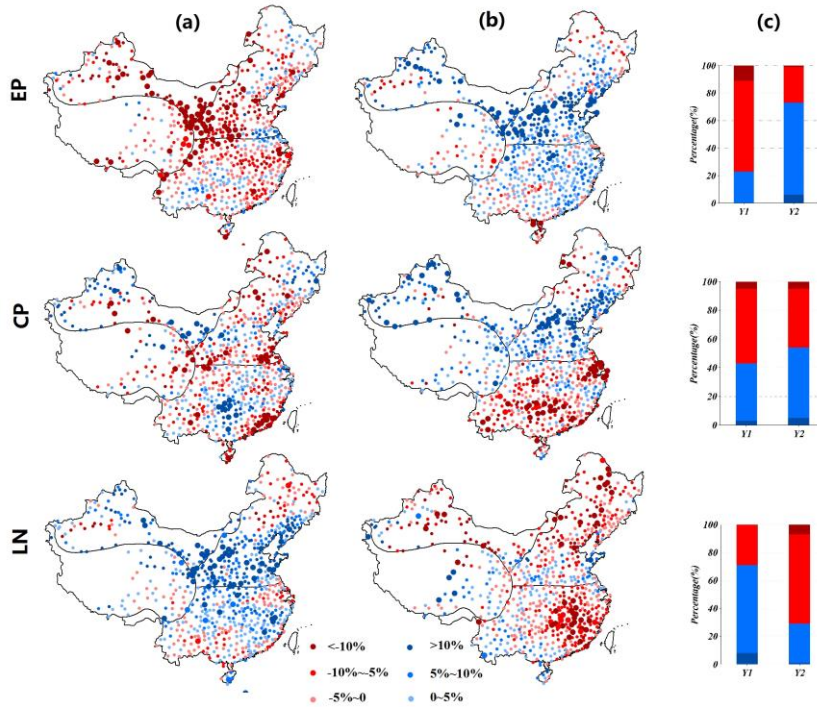 (a)
(b)
(c)
EP
100
80
60
40
20
0
Percentage(%)
Y1
Y2
CP
100
80
60
40
20
0
Percentage(%)
Y1
Y2
LN
100
80
60
40
20
0
Percentage(%)
Y1
Y2
<-10%
>10%
-10%~-5%
5%~10%
-5%~0
0~5%